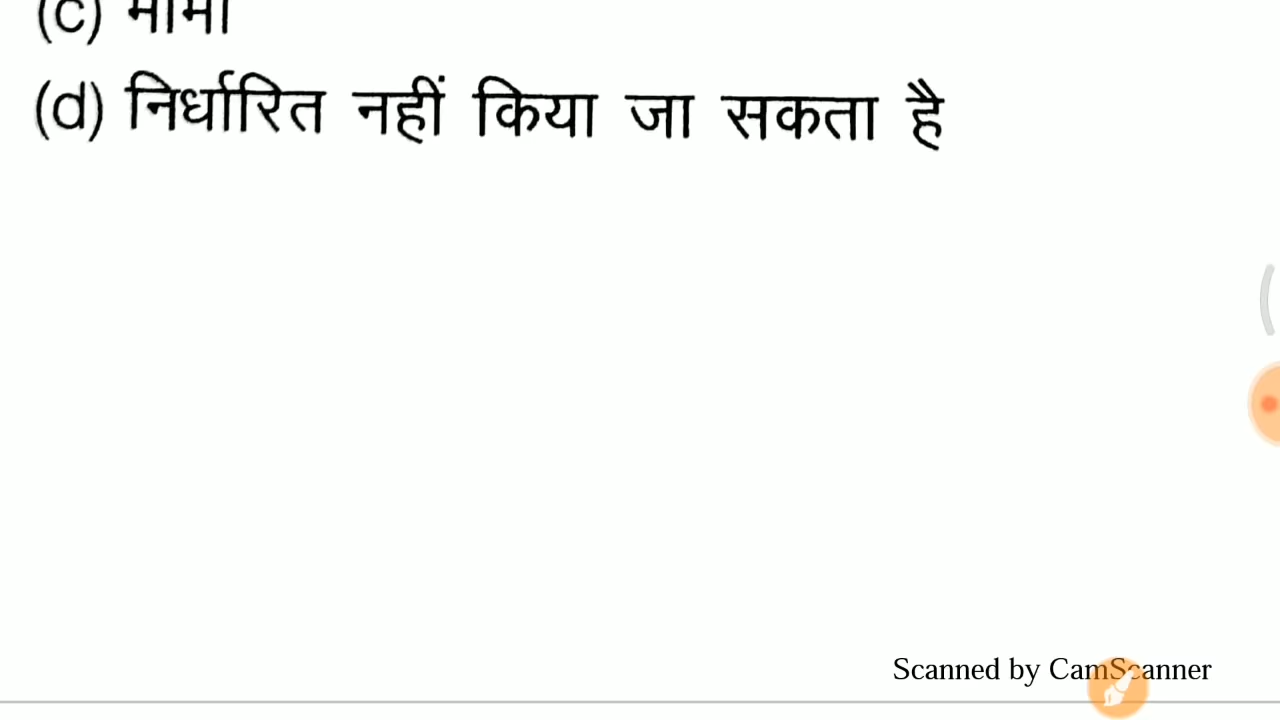 (c) मामा
(d) निर्धारित नहीं किया जा सकता है
Scanned by CamScanner